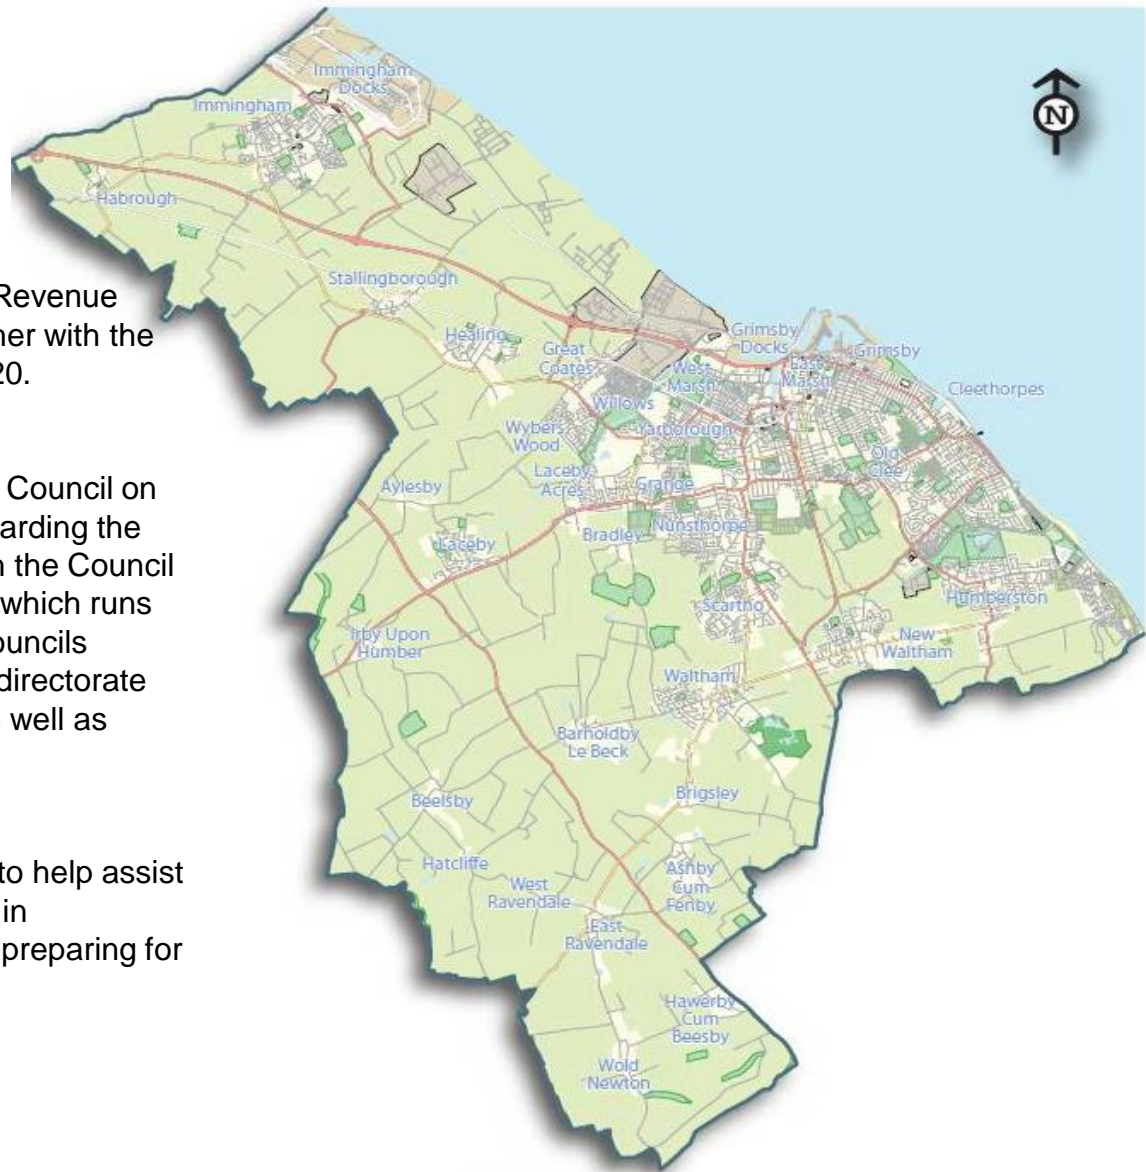 Revenue
her with the
20.
Council on
arding the
n the Council
which runs
ouncils
directorate
s well as
to help assist
in
preparing for
N
Immingham
Docks
Immingham
Habrough
Stallingborough
Healing
Great
Coates
Grimsby
Docks
Grimsby
West
Marsh
East
Marsh
Cleethorpes
Willows
Wybers
Wood
Yarborough
Old
Clee
Laceby
Acres
Grange
Aylesby
Nunsthorpe
Bradley
Laceby
Scartho
Humberston
Irby Upon
Humber
New
Waltham
Waltham
Barnoldby
Le Beck
Beelsby
Brigsley
Hatcliffe
Ashby
Cum
Fenby
West
Ravendale
East
Ravendale
Hawerby
Cum
Beesby
Wold
Newton